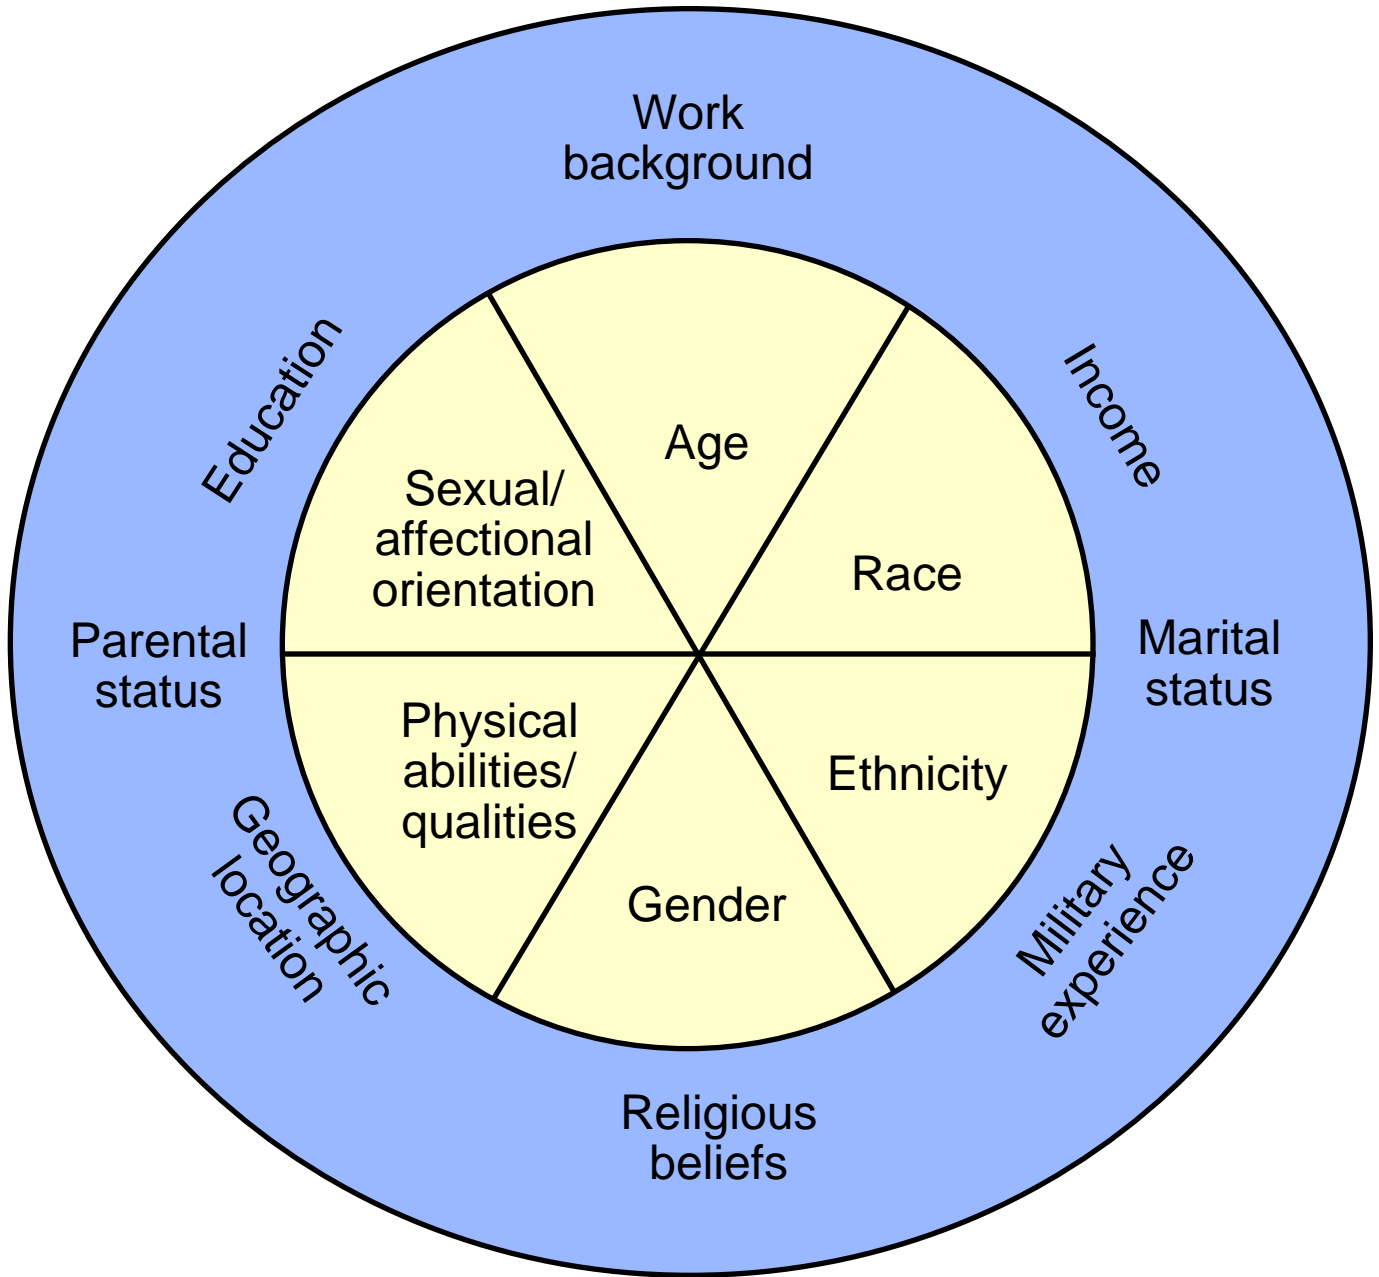 Work
background
Education
Income
Age
Sexual/
affectional
orientation
Race
Parental
status
Marital
status
Physical
abilities/
qualities
Ethnicity
Geographic
location
Gender
Military
experience
Religious
beliefs